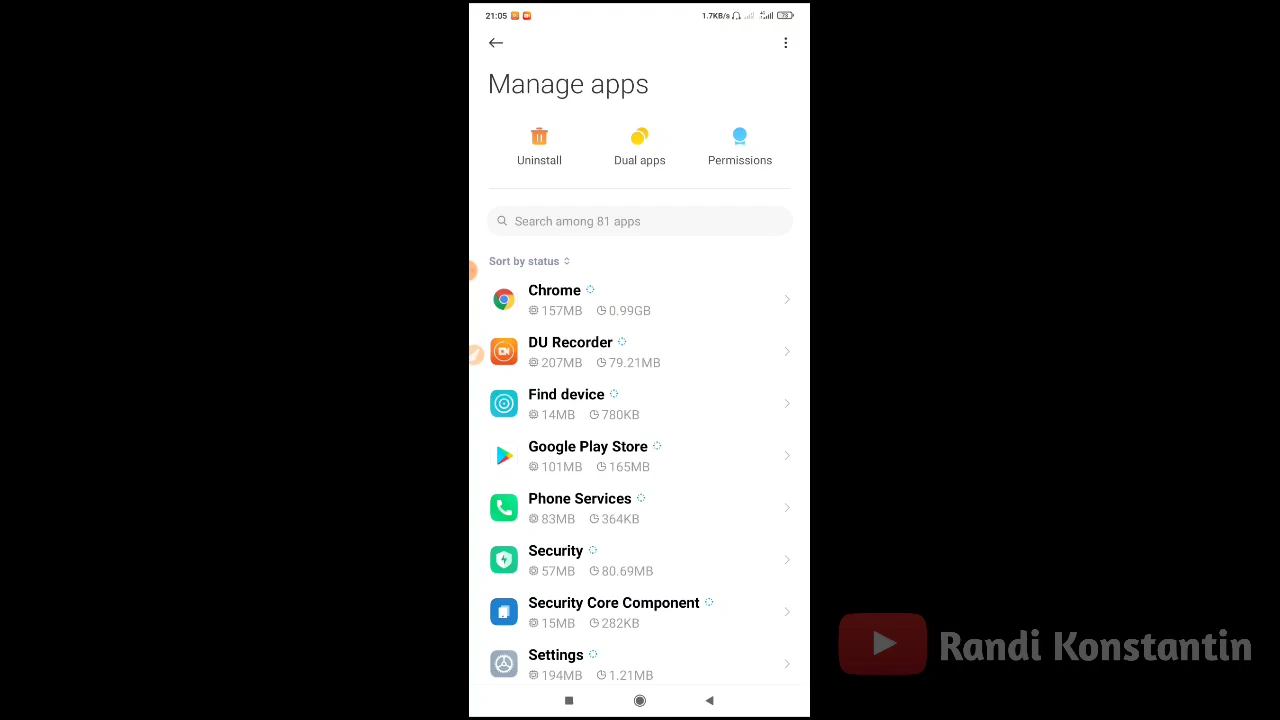 21:05 1.7KB/s 73
Manage apps
Uninstall Dual apps Permissions
Search among 81 apps
Sort by status
Chrome
157MB 0.99GB
DU Recorder
207MB 79.21MB
Find device
14MB 780KB
Google Play Store
101MB 165MB
Phone Services
83MB 364KB
Security
57MB 80.69MB
Security Core Component
15MB 282KB
Settings
194MB 1.21MB
Randi Konstantin